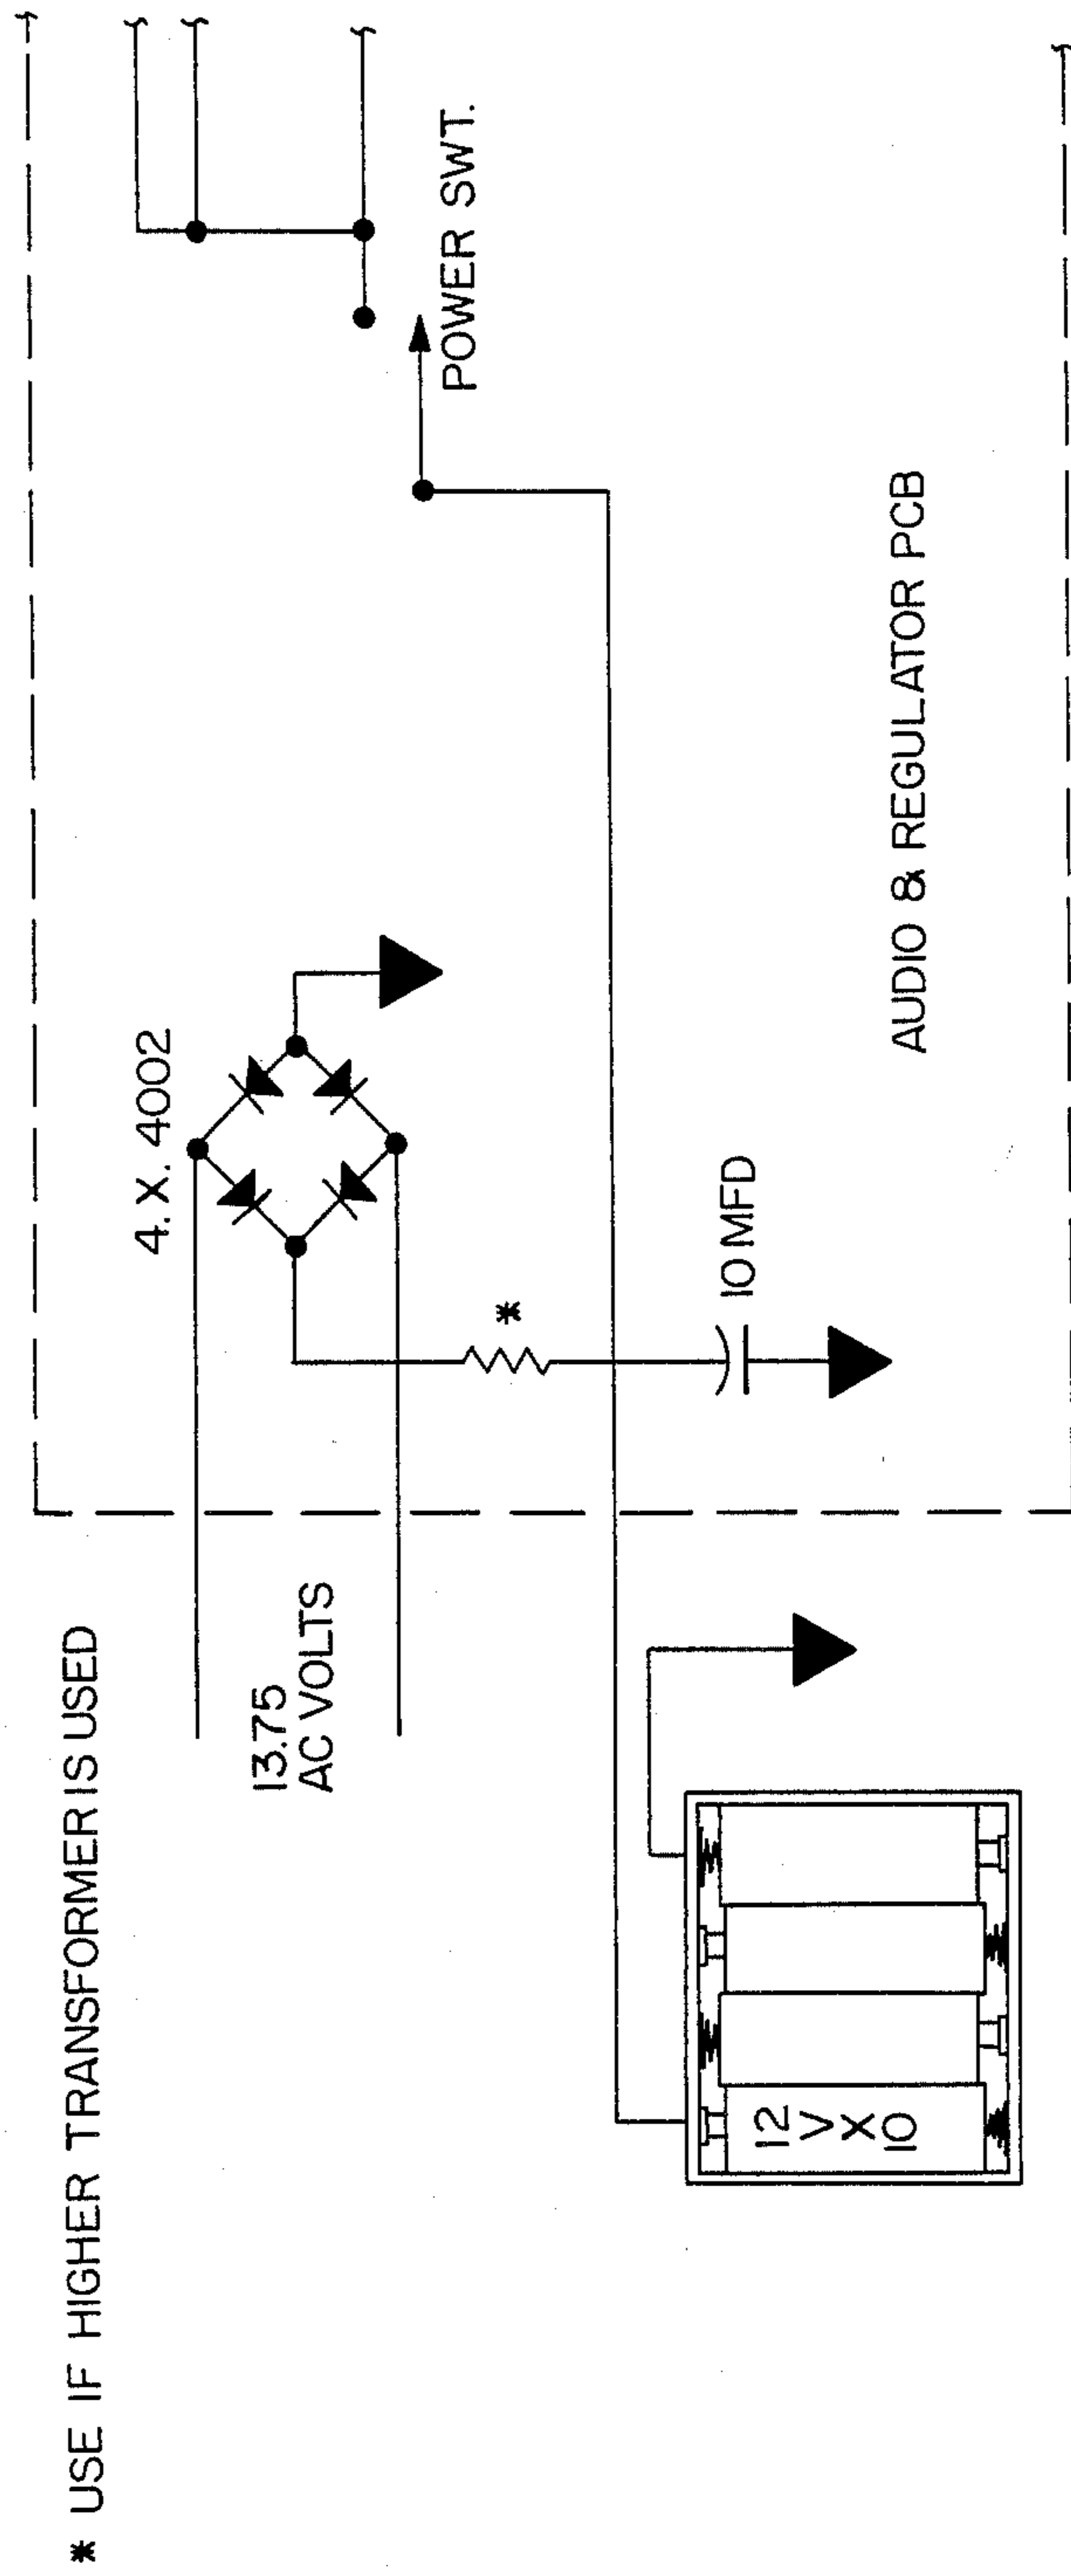 * USE IF HIGHER TRANSFORMER IS USED
4. X. 4002
13.75
AC VOLTS
*
POWER SWT.
10 MFD
12
V
X
10
AUDIO & REGULATOR PCB